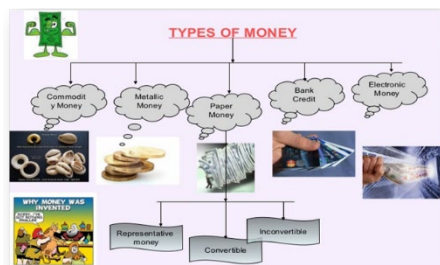 TYPES OF MONEY
Commodit
y Money
Metallic
Money
Paper
Money
Bank
Credit
Electronic
Money
WHY MONEY WAS
INVENTED
Representative
money
Convertible
Inconvertible